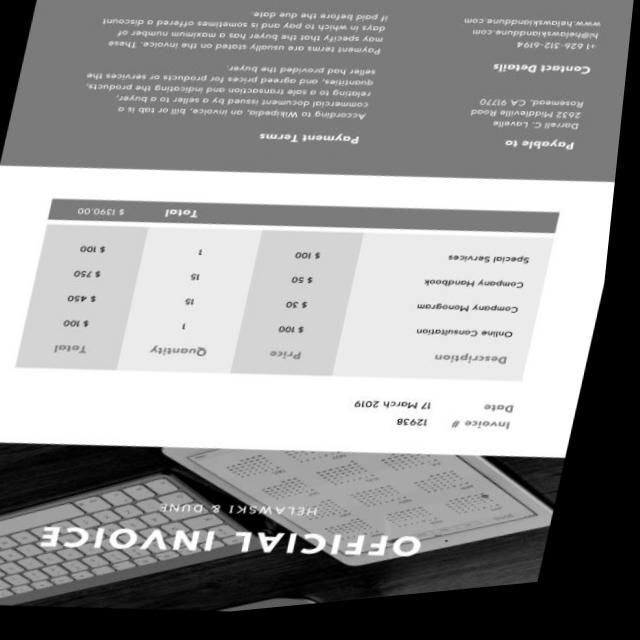 OFFICIAL INVOICE
HELAWSKI & DUNE
Invoice # 12938
Date 17 March 2019
Description Price Quantity Total
Online Consultation $ 100 1 $ 100
Company Monogram $ 30 15 $ 450
Company Handbook $ 50 15 $ 750
Special Services $ 100 1 $ 100
Total $ 1390.00
Payable to
Darrell C. Lavelle
2632 Middleville Road
Rosemead, CA 91770
Contact Details
+1 626-312-6194
hi@helawskianddune.com
www.helawskianddune.com
Payment Terms
According to Wikipedia, an invoice, bill or tab is a
commercial document issued by a seller to a buyer,
relating to a sale transaction and indicating the products,
quantities, and agreed prices for products or services the
seller had provided the buyer.
Payment terms are usually stated on the invoice. These
may specify that the buyer has a maximum number of
days in which to pay and is sometimes offered a discount
if paid before the due date.